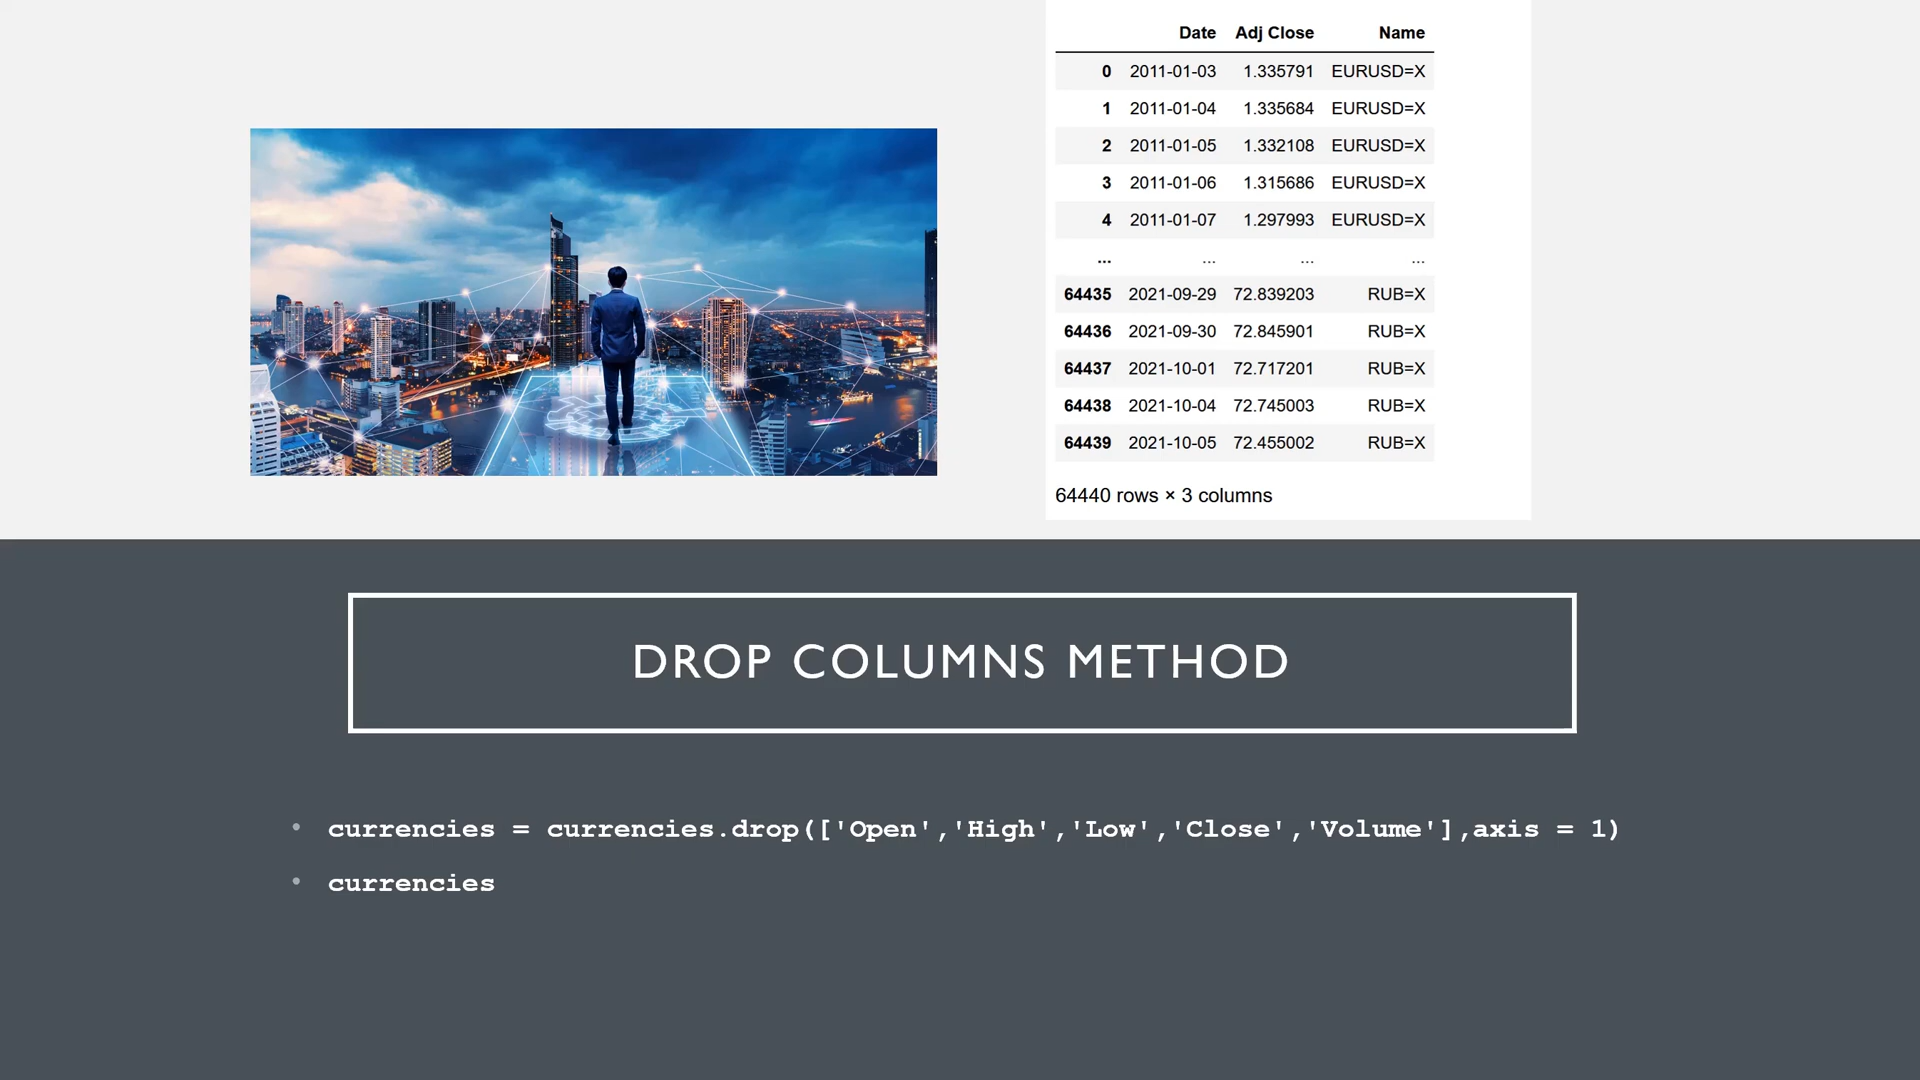 Date Adj Close Name
0 2011-01-03 1.335791 EURUSD=X
1 2011-01-04 1.335684 EURUSD=X
2 2011-01-05 1.332108 EURUSD=X
3 2011-01-06 1.315686 EURUSD=X
4 2011-01-07 1.297993 EURUSD=X
... ... ... ...
64435 2021-09-29 72.839203 RUB=X
64436 2021-09-30 72.845901 RUB=X
64437 2021-10-01 72.717201 RUB=X
64438 2021-10-04 72.745003 RUB=X
64439 2021-10-05 72.455002 RUB=X
64440 rows × 3 columns
DROP COLUMNS METHOD
• currencies = currencies.drop(['Open','High','Low','Close','Volume'],axis = 1)
• currencies